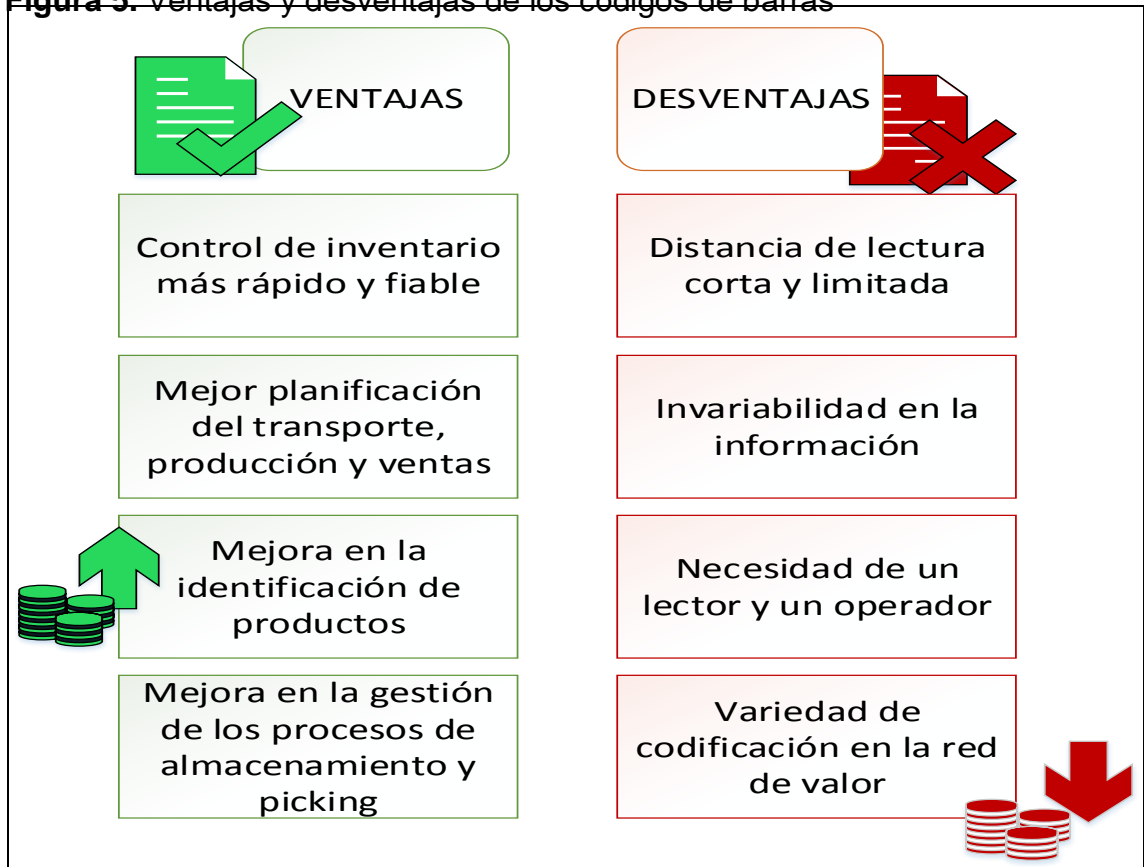 Figura 5. Ventajas y desventajas de los códigos de barras
VENTAJAS
Control de inventario
más rápido y fiable
Mejor planificación
del transporte,
producción y ventas
Mejora en la
identificación de
productos
Mejora en la gestión
de los procesos de
almacenamiento y
picking
DESVENTAJAS
Distancia de lectura
corta y limitada
Invariabilidad en la
información
Necesidad de un
lector y un operador
Variedad de
codificación en la red
de valor